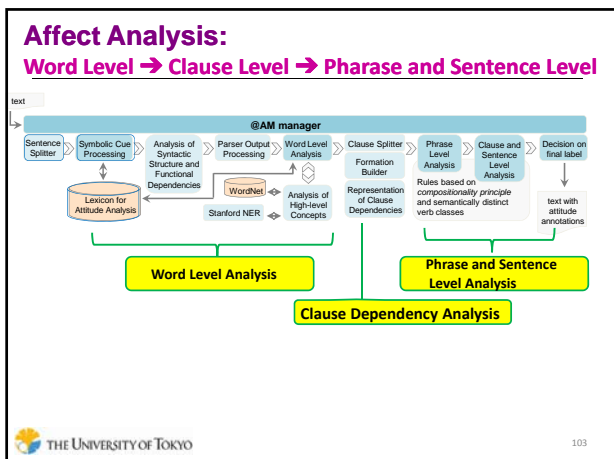 Affect Analysis:
Word Level ➔ Clause Level ➔ Pharase and Sentence Level
text
@AM manager
Sentence
Splitter
Symbolic Cue
Processing
Analysis of
Syntactic
Structure and
Functional
Dependencies
Parser Output
Processing
Word Level
Analysis
Clause Splitter
Formation
Builder
Representation
of Clause
Dependencies
Phrase
Level
Analysis
Clause and
Sentence
Level
Analysis
Decision on
final label
Lexicon for
Attitude Analysis
WordNet
Stanford NER
Analysis of
High-level
Concepts
Rules based on
compositionality principle
and semantically distinct
verb classes
text with
attitude
annotations
Word Level Analysis
Phrase and Sentence
Level Analysis
Clause Dependency Analysis
THE UNIVERSITY OF TOKYO
103